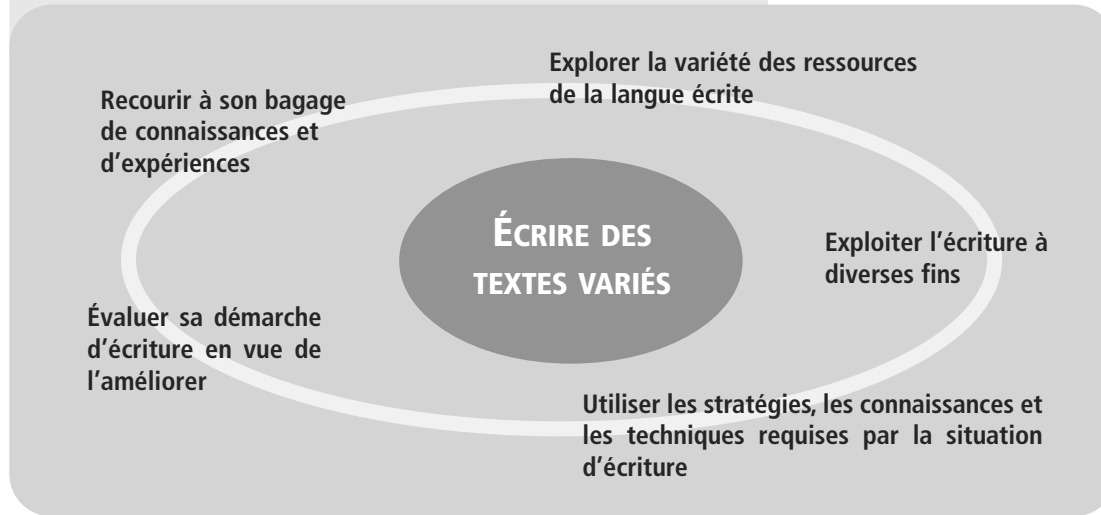 Explorer la variété des ressources
de la langue écrite
Recourir à son bagage
de connaissances et
d'expériences
ÉCRIRE DES
TEXTES VARIÉS
Exploiter l'écriture à
diverses fins
Évaluer sa démarche
d'écriture en vue de
l'améliorer
Utiliser les stratégies, les connaissances et
les techniques requises par la situation
d'écriture